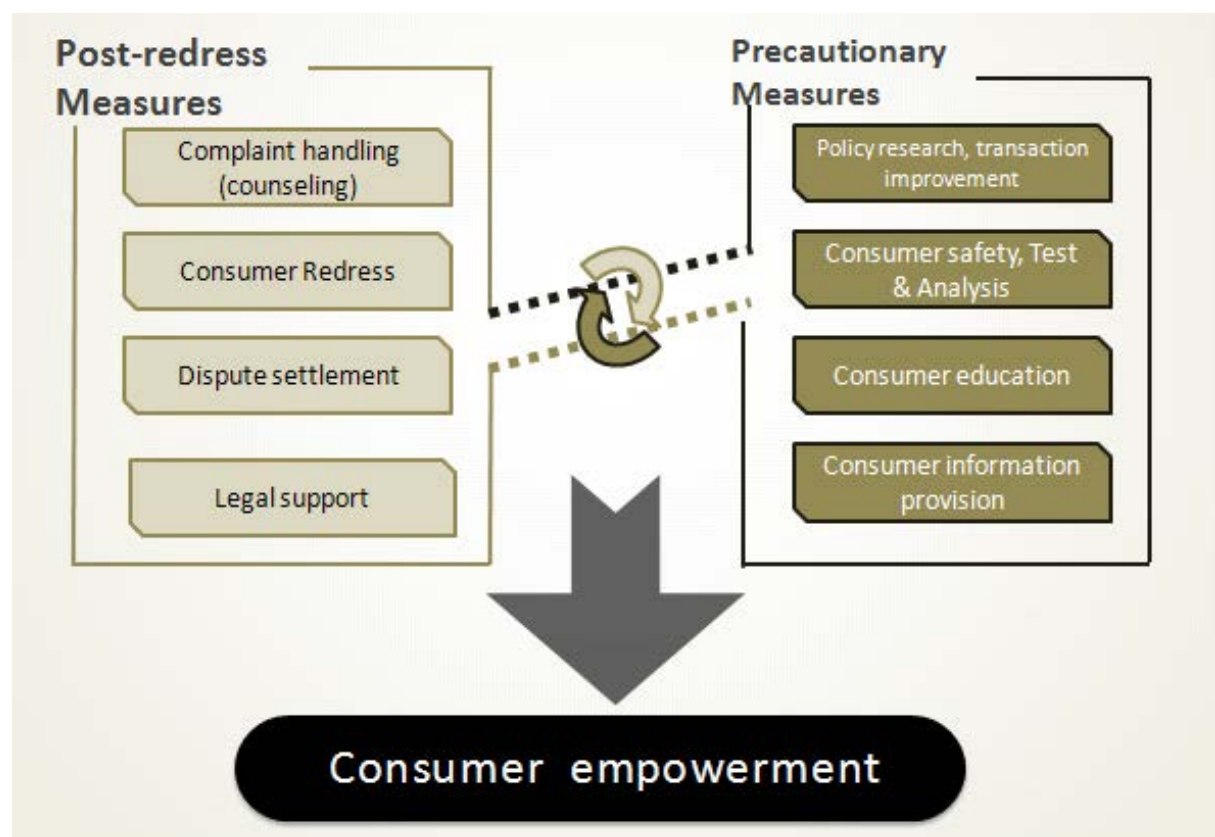 Post-redress
Measures
Complaint handling
(counseling)
Consumer Redress
Dispute settlement
Legal support
Precautionary
Measures
Policy research, transaction
improvement
Consumer safety, Test
& Analysis
Consumer education
Consumer information
provision
Consumer empowerment